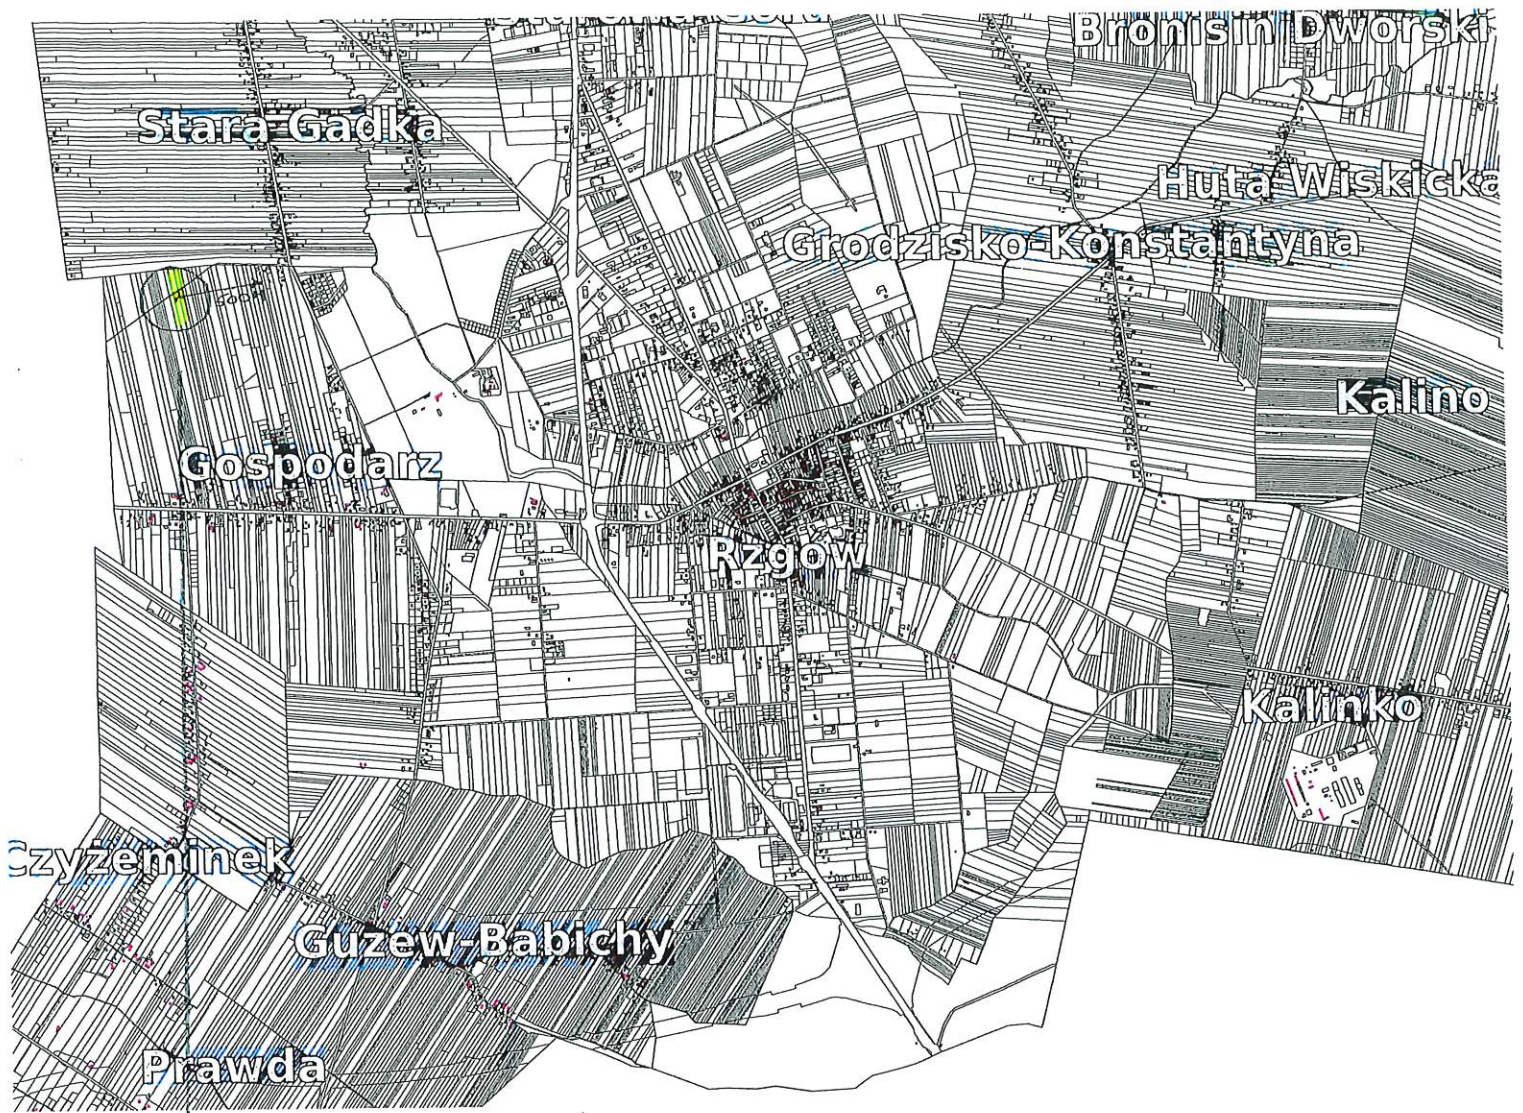 Bronisin Dworski
Stara Gadka
Huta Wiskicka
Grodzisko-Konstantyna
Kalino
Gospodarz
Rzgów
Kalinko
Czyżeminek
Guzew-Babichy
Prawda